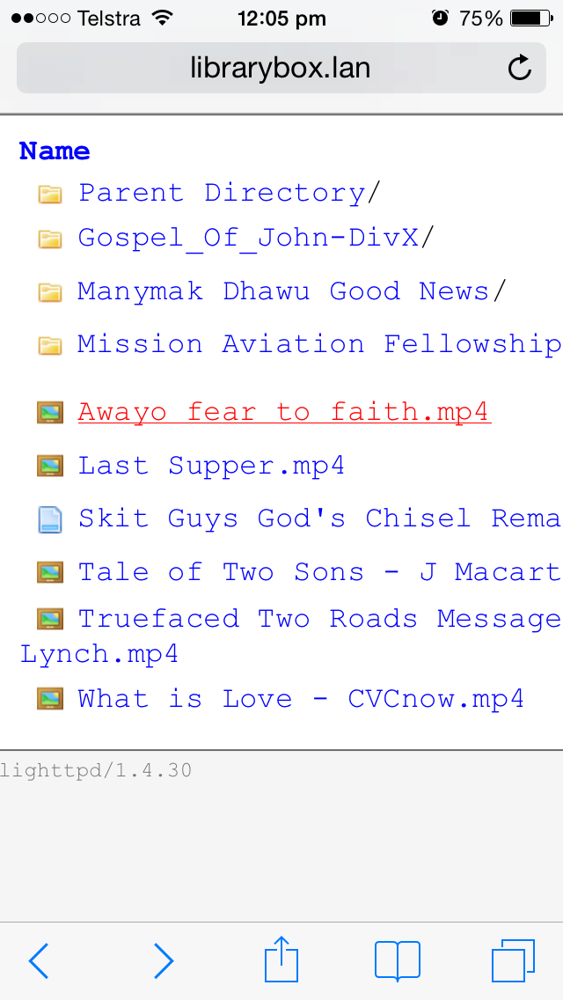 Telstra 12:05 pm 75%
librarybox.lan
Name
Parent Directory/
Gospel_Of_John-DivX/
Manymak Dhawu Good News/
Mission Aviation Fellowship
Awayo fear to faith.mp4
Last Supper.mp4
Skit Guys God's Chisel Rema
Tale of Two Sons - J Macart
Truefaced Two Roads Message
Lynch.mp4
What is Love - CVCnow.mp4
lighttpd/1.4.30